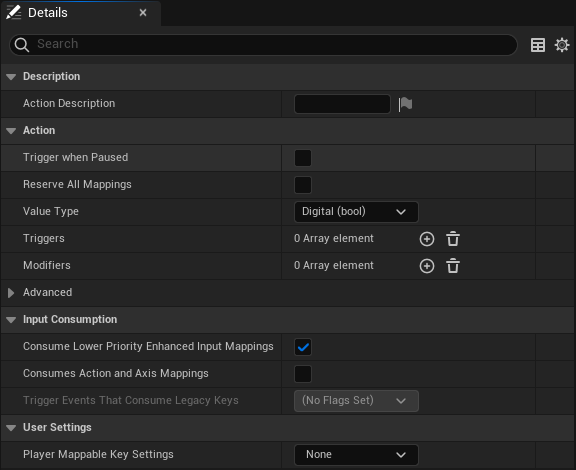 Details
Search
Description
Action Description
Action
Trigger when Paused
Reserve All Mappings
Value Type Digital (bool)
Triggers 0 Array element
Modifiers 0 Array element
Advanced
Input Consumption
Consume Lower Priority Enhanced Input Mappings
Consumes Action and Axis Mappings
Trigger Events That Consume Legacy Keys (No Flags Set)
User Settings
Player Mappable Key Settings None